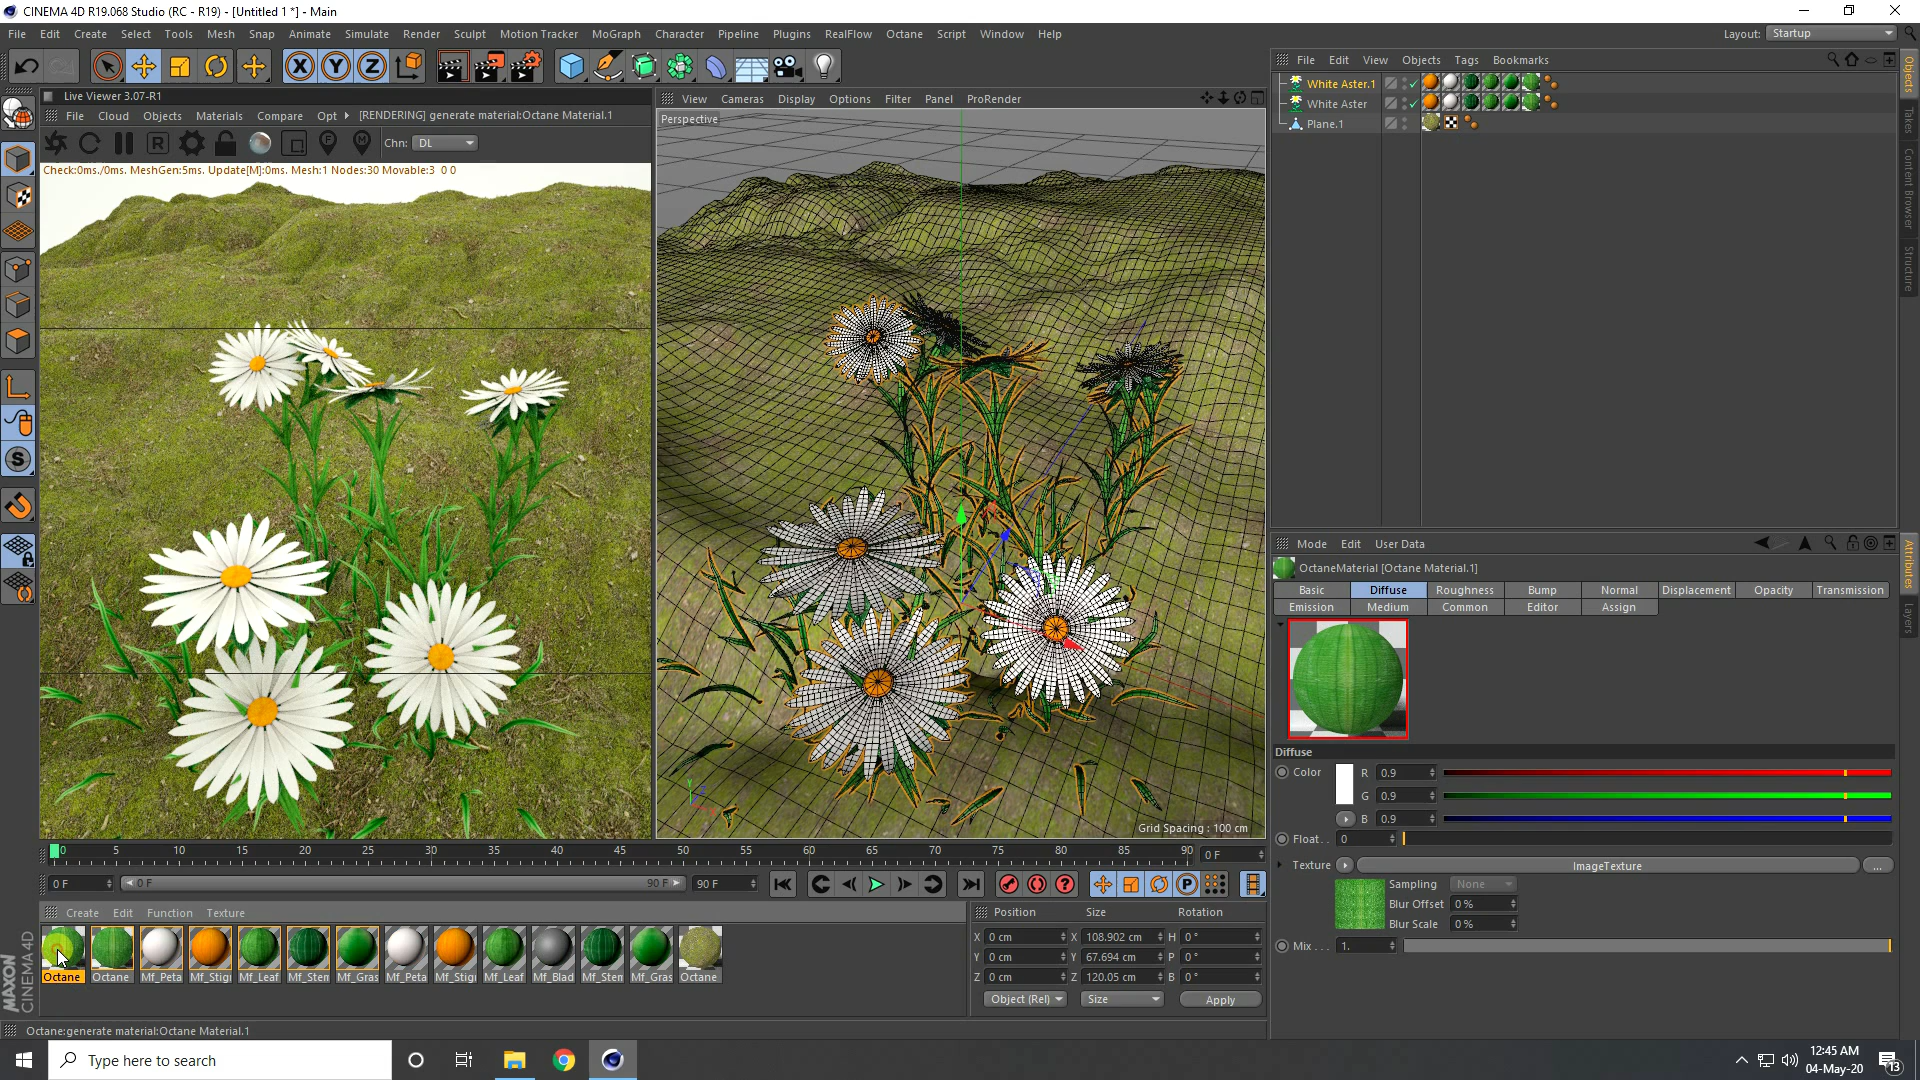 CINEMA 4D R19.068 Studio (RC - R19) - [Untitled 1 *] - Main
File Edit Create Select Tools Mesh Snap Animate Simulate Render Sculpt Motion Tracker MoGraph Character Pipeline Plugins RealFlow Octane Script Window Help
Layout: Startup
Live Viewer 3.07-R1
File Cloud Objects Materials Compare Opt [RENDERING] generate material:Octane Material.1
Chn: DL
Check:0ms./0ms. MeshGen:5ms. Update[M]:0ms. Mesh:1 Nodes:30 Movable:3 0 0
View Cameras Display Options Filter Panel ProRender
Perspective
Grid Spacing : 100 cm
File Edit View Objects Tags Bookmarks
White Aster.1
White Aster
Plane.1
Objects
Takes
Content Browser
Structure
Mode Edit User Data
OctaneMaterial [Octane Material.1]
Basic Diffuse Roughness Bump Normal Displacement Opacity Transmission
Emission Medium Common Editor Assign
Attributes
Layers
Diffuse
Color R 0.9
G 0.9
B 0.9
Float . . 0
Texture ImageTexture ...
Sampling None
Blur Offset 0 %
Blur Scale 0 %
Mix . . . 1.
0 5 10 15 20 25 30 35 40 45 50 55 60 65 70 75 80 85 90 0 F
0 F 0 F 90 F 90 F
Create Edit Function Texture
Octane Octane Mf_Peta Mf_Stig Mf_Leaf Mf_Sten Mf_Gras Mf_Peta Mf_Stig Mf_Leaf Mf_Blad Mf_Sten Mf_Gras Octane
Position Size Rotation
X 0 cm X 108.902 cm H 0 °
Y 0 cm Y 67.694 cm P 0 °
Z 0 cm Z 120.05 cm B 0 °
Object (Rel) Size Apply
MAXON
CINEMA 4D
Octane:generate material:Octane Material.1
Type here to search
12:45 AM
04-May-20
13